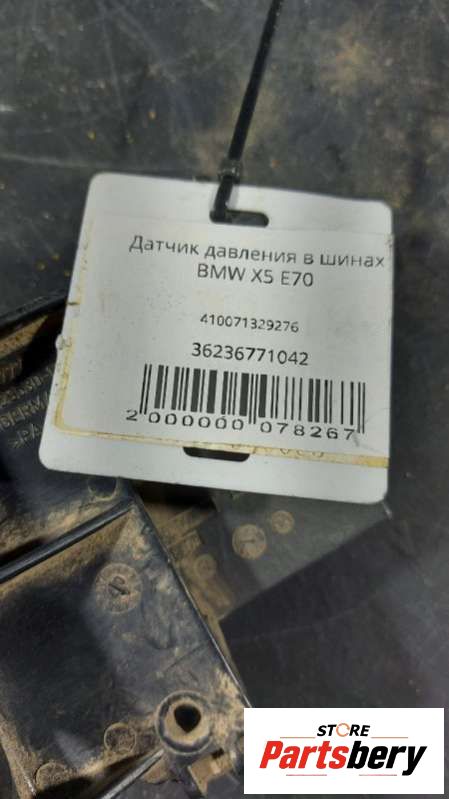 Датчик давления в шинах
BMW X5 E70
410071329276
36236771042
2 000000 078267
STORE
Partsbery